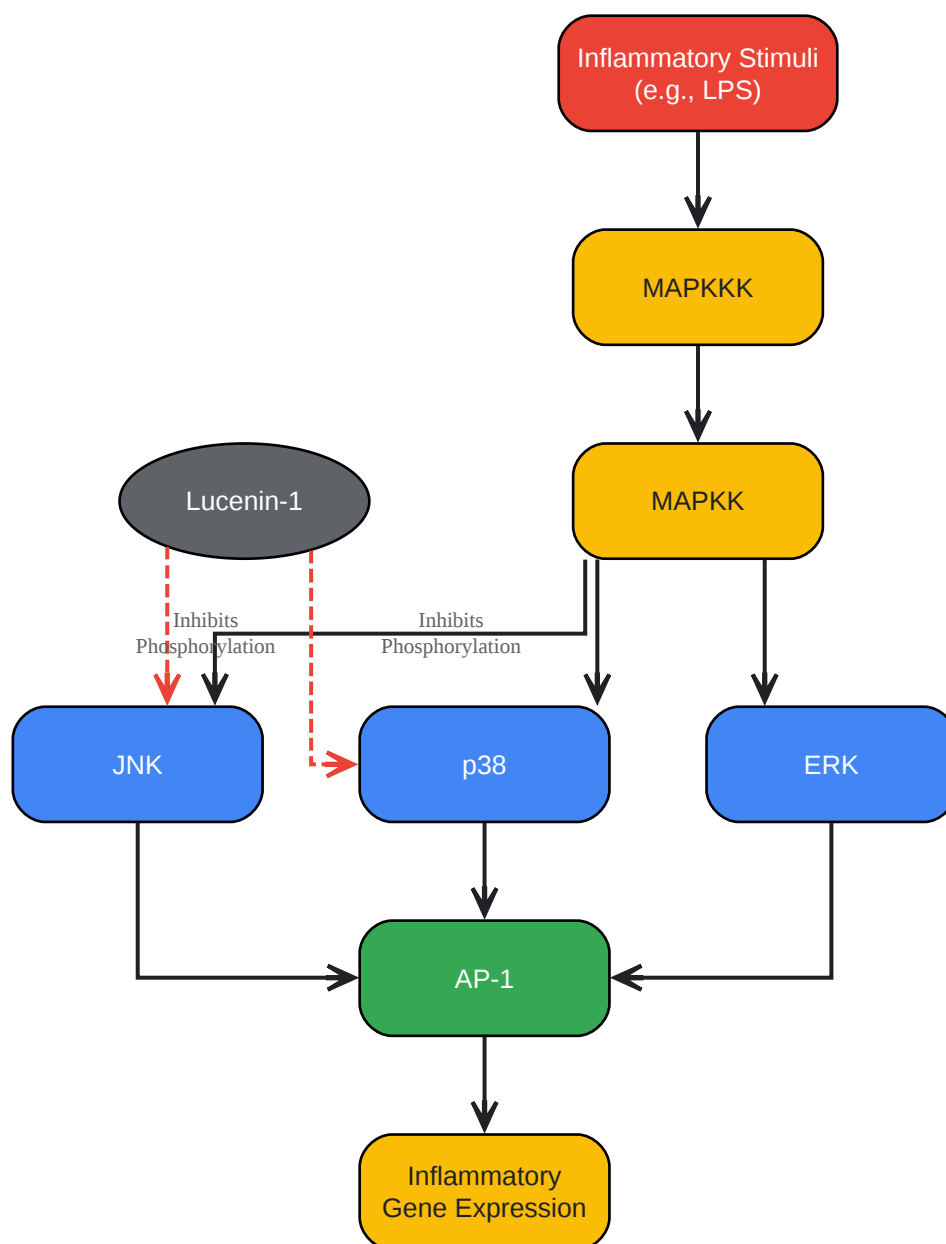 Inflammatory Stimuli
(e.g., LPS)
MAPKKK
Lucenin-1
MAPKK
Inhibits
Phosphorylation
Inhibits
Phosphorylation
JNK
p38
ERK
AP-1
Inflammatory
Gene Expression